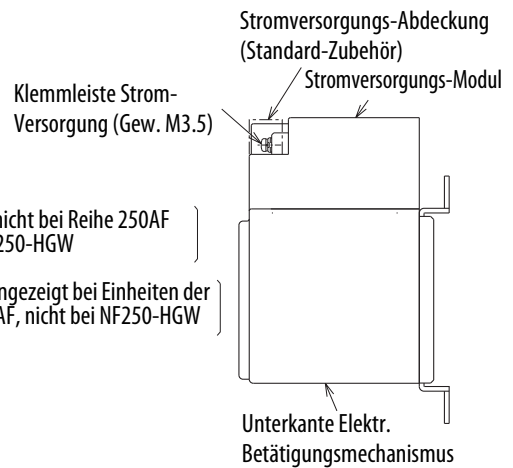 Stromversorgungs-Abdeckung
(Standard-Zubehör)
Stromversorgungs-Modul
Klemmleiste Strom-
Versorgung (Gew. M3.5)
nicht bei Reihe 250AF
250-HGW
ngezeigt bei Einheiten der
AF, nicht bei NF250-HGW
Unterkante Elektr.
Betätigungsmechanismus